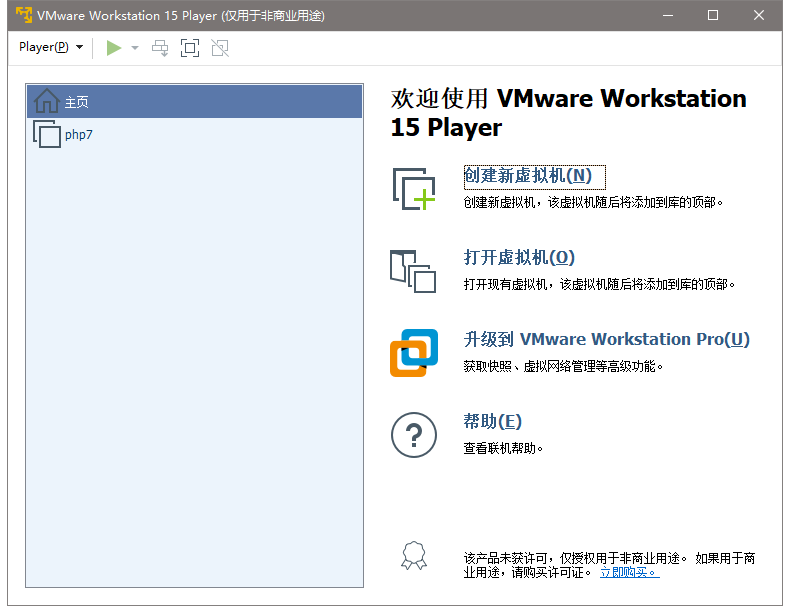 VMware Workstation 15 Player (仅用于非商业用途)
Player(P)
主页
php7
欢迎使用 VMware Workstation
15 Player
创建新虚拟机(N)
创建新虚拟机，该虚拟机随后将添加到库的顶部。
打开虚拟机(O)
打开现有虚拟机，该虚拟机随后将添加到库的顶部。
升级到 VMware Workstation Pro(U)
获取快照、虚拟网络管理等高级功能。
帮助(E)
查看联机帮助。
该产品未获许可，仅授权用于非商业用途。 如果用于商
业用途，请购买许可证。 立即购买。